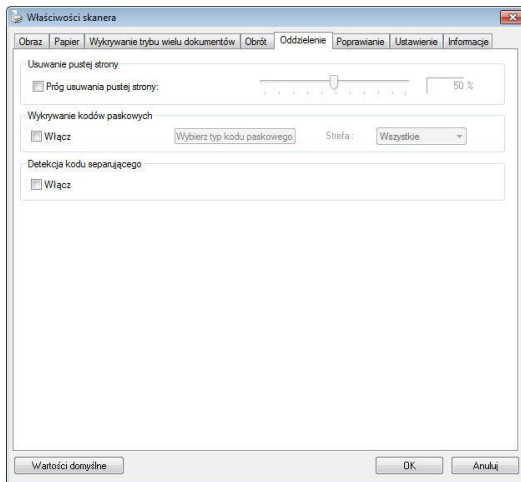 Właściwości skanera
Obraz Papier Wykrywanie trybu wielu dokumentów Obrót Oddzielenie Poprawianie Ustawienie Informacje
Usuwanie pustej strony
Próg usuwania pustej strony: 50 %
Wykrywanie kodów paskowych
Włącz Wybierz typ kodu paskowego Strefa : Wszystkie
Detekcja kodu separującego
Włącz
Wartości domyślne OK Anuluj